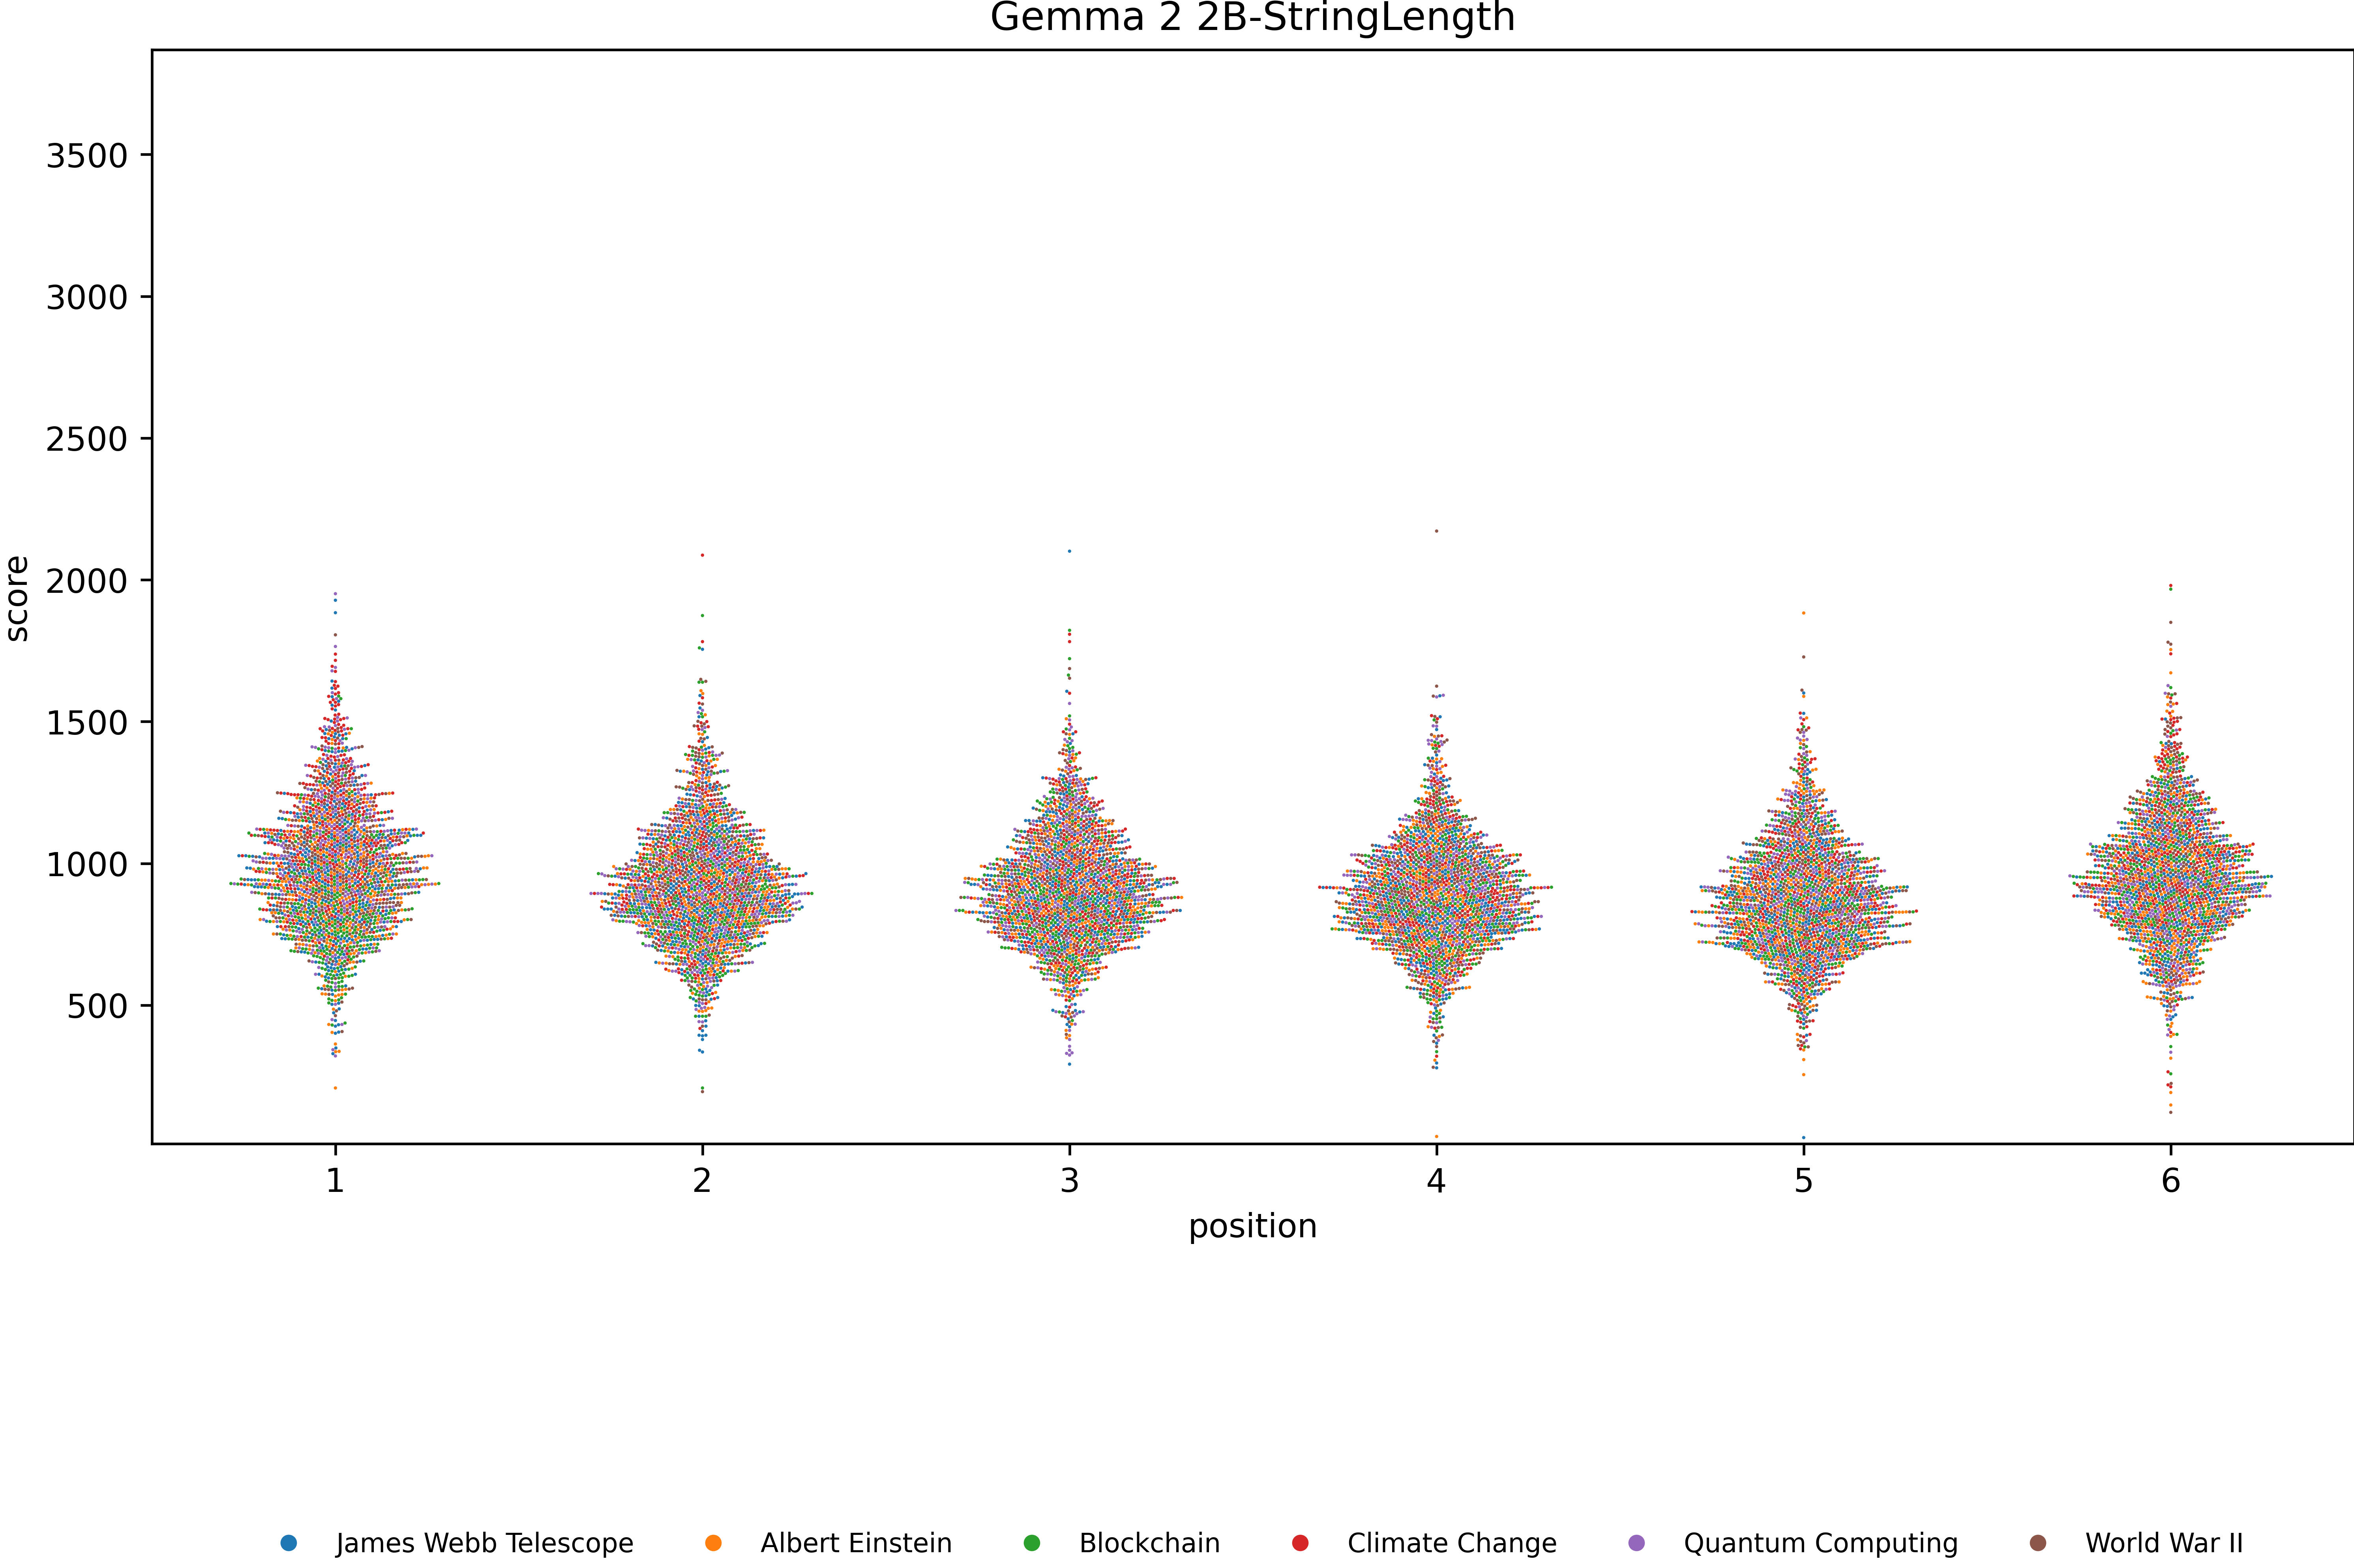 Gemma 2 2B-StringLength
3500
3000
2500
2000
1500
1000
500
score
1 2 3 4 5 6
position
James Webb Telescope Albert Einstein Blockchain Climate Change Quantum Computing World War II